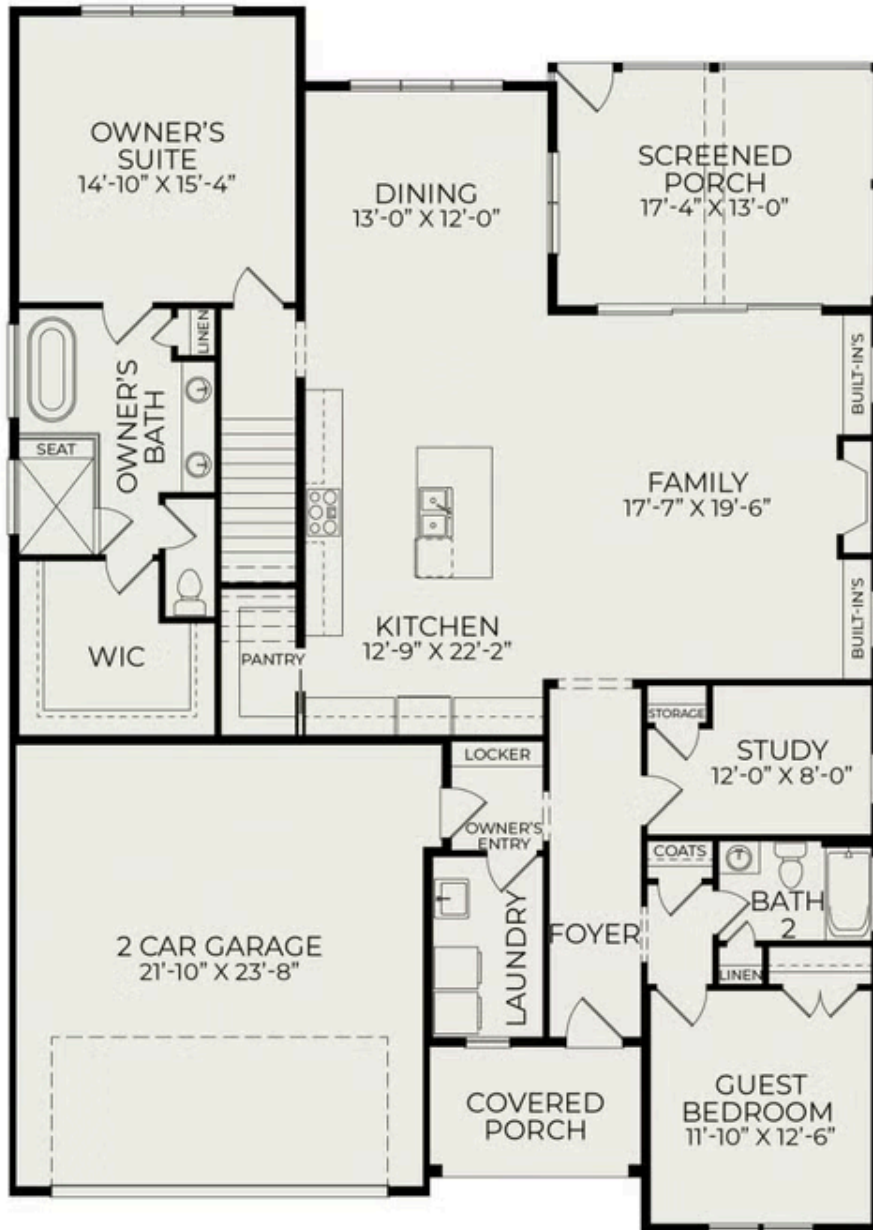 OWNER'S
SUITE
14'-10" X 15'-4"
DINING
13'-0" X 12'-0"
SCREENED
PORCH
17'-4" X 13'-0"
LINEN
OWNER'S
BATH
SEAT
BUILT-IN'S
FAMILY
17'-7" X 19'-6"
BUILT-IN'S
KITCHEN
12'-9" X 22'-2"
WIC
PANTRY
STORAGE
STUDY
12'-0" X 8'-0"
LOCKER
OWNER'S
ENTRY
COATS
BATH
2
LINEN
LAUNDRY
FOYER
2 CAR GARAGE
21'-10" X 23'-8"
COVERED
PORCH
GUEST
BEDROOM
11'-10" X 12'-6"